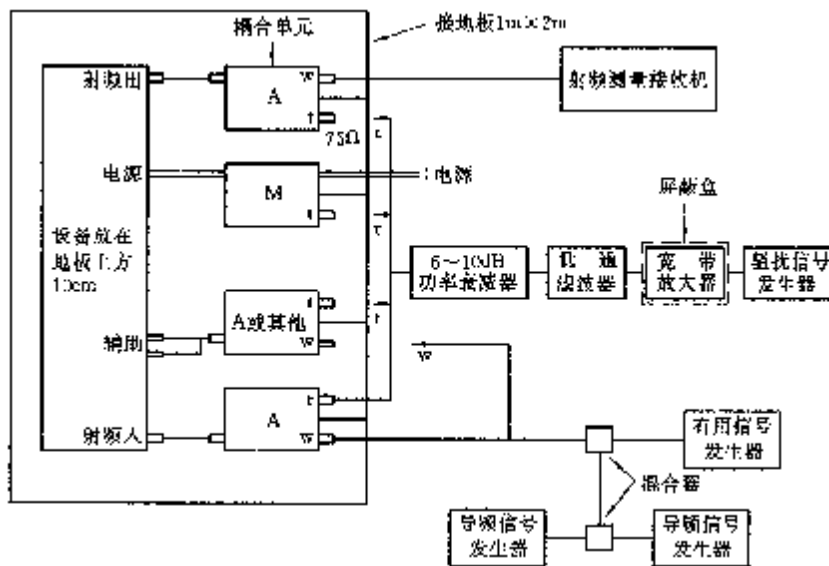 耦合单元
接地板1m×2m
射频出
A
w
t
75Ω
t
射频测量接收机
电源
M
t
电源
t
屏蔽盒
设备放在
地板上方
10cm
6～10dB
功率衰减器
低通
滤波器
宽带
放大器
骚扰信号
发生器
辅助
A或其他
t
w
t
w
射频入
A
t
w
有用信号
发生器
混合器
导频信号
发生器
导频信号
发生器